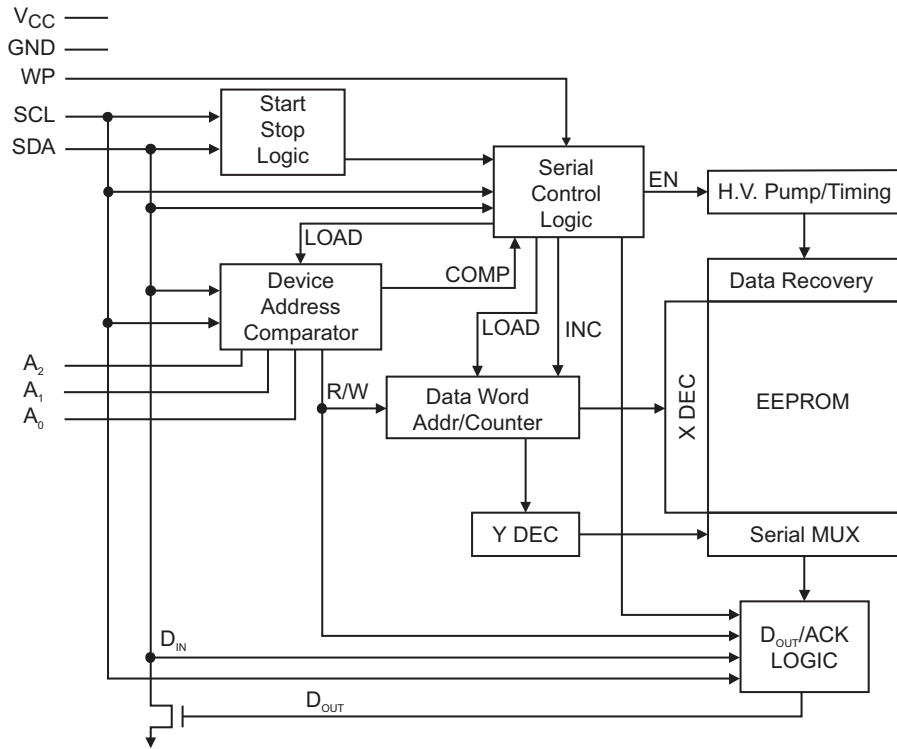 VCC
GND
WP
SCL
SDA
Start
Stop
Logic
Serial
Control
Logic
EN
H.V. Pump/Timing
LOAD
COMP
Device
Address
Comparator
Data Recovery
LOAD
INC
A2
A1
A0
R/W
Data Word
Addr/Counter
X DEC
EEPROM
Y DEC
Serial MUX
DIN
DOUT/ACK
LOGIC
DOUT